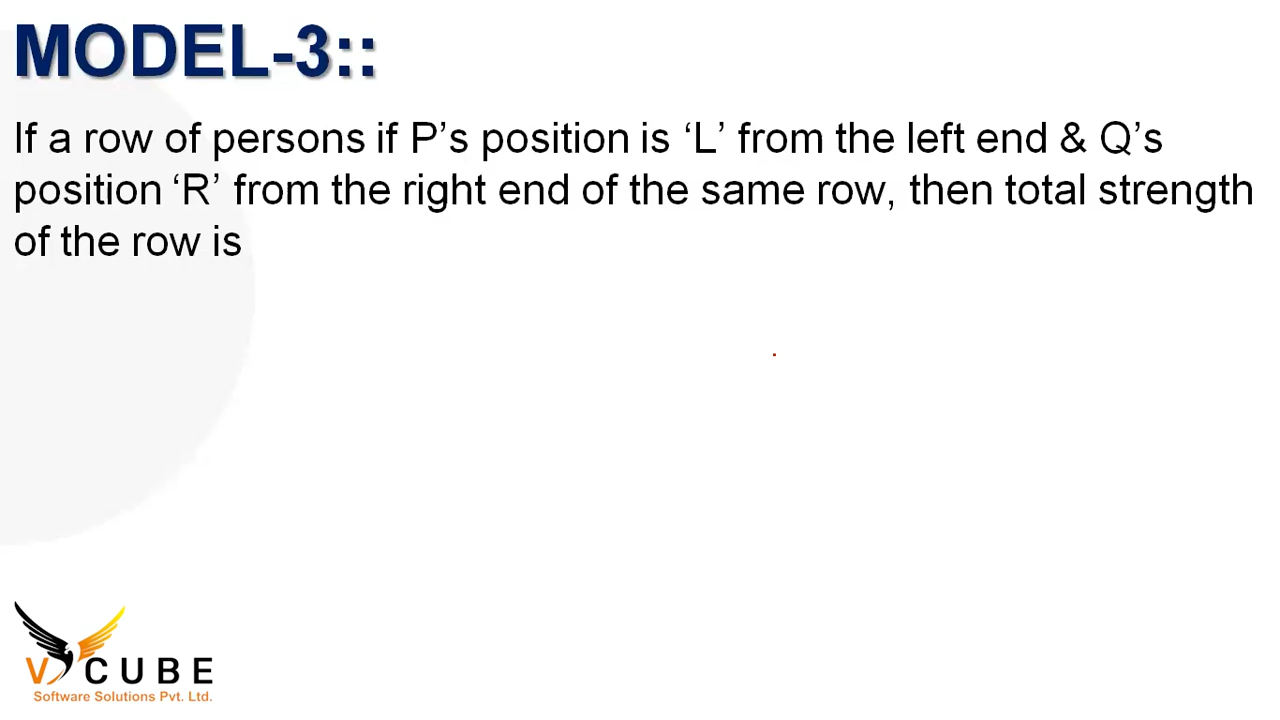 MODEL-3::
If a row of persons if P’s position is ‘L’ from the left end & Q’s
position ‘R’ from the right end of the same row, then total strength
of the row is
V CUBE
Software Solutions Pvt. Ltd.